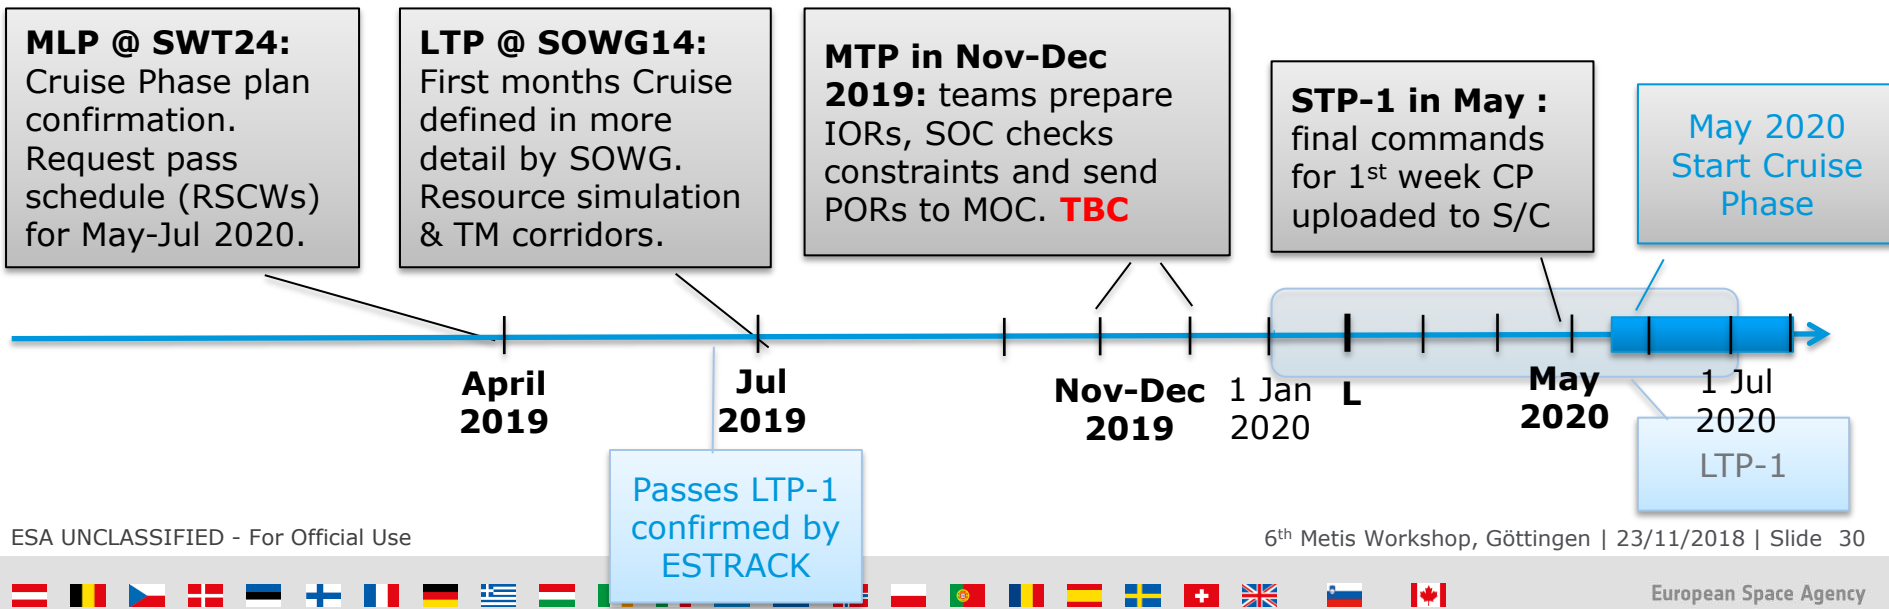 MLP @ SWT24:
Cruise Phase plan
confirmation.
Request pass
schedule (RSCWs)
for May-Jul 2020.
LTP @ SOWG14:
First months Cruise
defined in more
detail by SOWG.
Resource simulation
& TM corridors.
MTP in Nov-Dec
2019: teams prepare
IORs, SOC checks
constraints and send
PORs to MOC. TBC
STP-1 in May :
final commands
for 1st week CP
uploaded to S/C
May 2020
Start Cruise
Phase
April
2019
Jul
2019
Nov-Dec
2019
1 Jan
2020
L
May
2020
1 Jul
2020
LTP-1
Passes LTP-1
confirmed by
ESTRACK
ESA UNCLASSIFIED - For Official Use
6th Metis Workshop, Göttingen | 23/11/2018 | Slide 30
European Space Agency